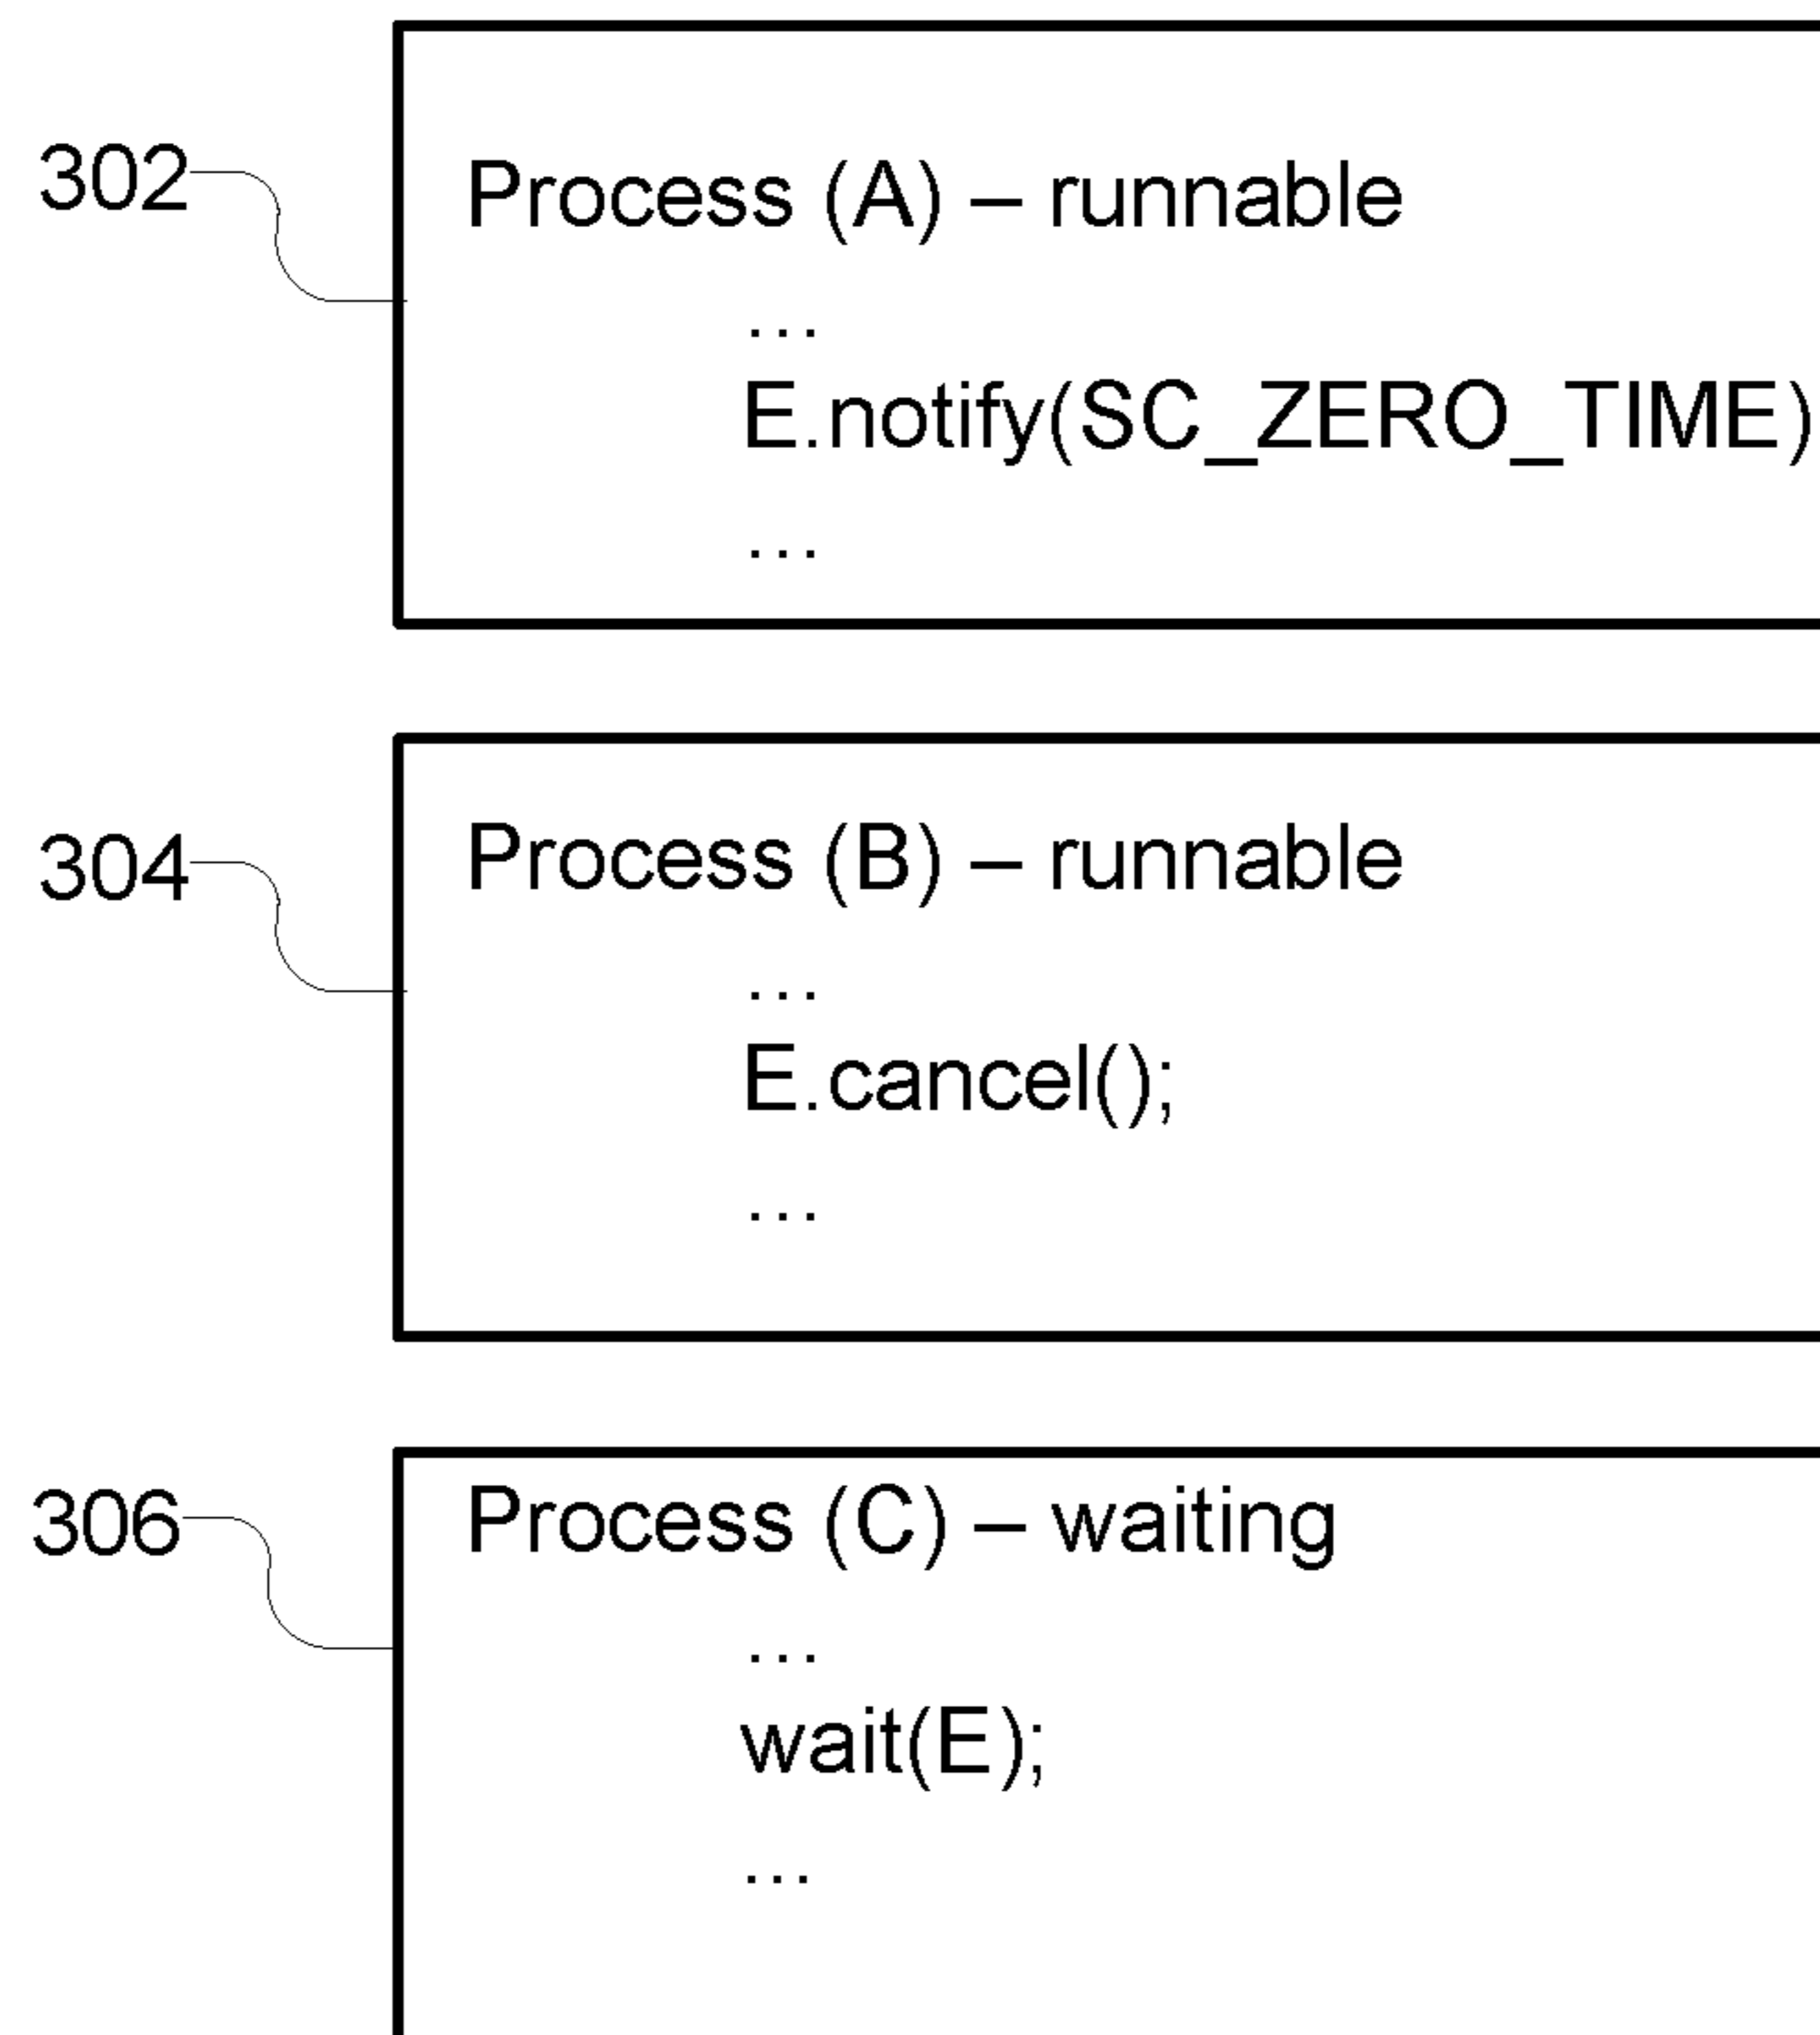 302
Process (A) – runnable
...
E.notify(SC_ZERO_TIME)
...
304
Process (B) – runnable
...
E.cancel();
...
306
Process (C) – waiting
...
wait(E);
...